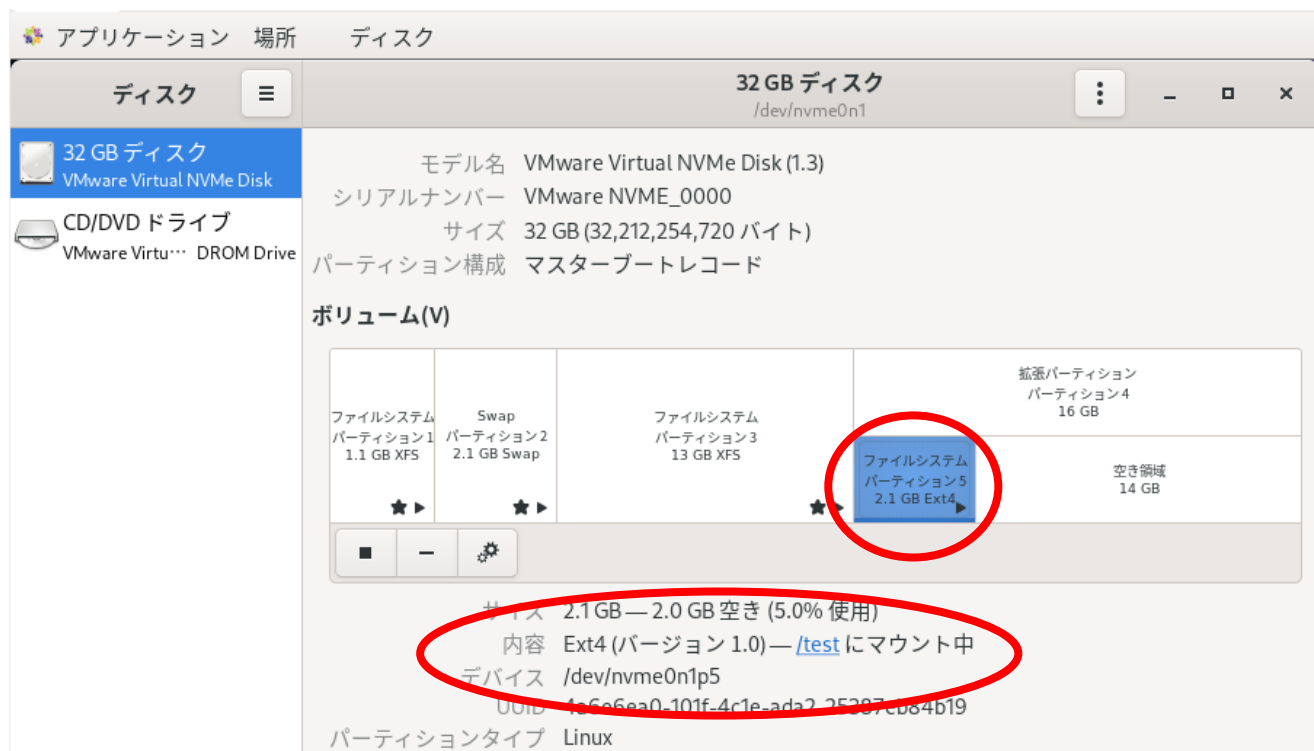 アプリケーション 場所 ディスク
ディスク
32 GB ディスク
/dev/nvme0n1
32 GB ディスク
VMware Virtual NVMe Disk
CD/DVD ドライブ
VMware Virtu… DROM Drive
モデル名 VMware Virtual NVMe Disk (1.3)
シリアルナンバー VMware NVME_0000
サイズ 32 GB (32,212,254,720 バイト)
パーティション構成 マスターブートレコード
ボリューム(V)
ファイルシステム
パーティション 1
1.1 GB XFS
Swap
パーティション 2
2.1 GB Swap
ファイルシステム
パーティション 3
13 GB XFS
拡張パーティション
パーティション 4
16 GB
ファイルシステム
パーティション 5
2.1 GB Ext4
空き領域
14 GB
サイズ 2.1 GB — 2.0 GB 空き (5.0% 使用)
内容 Ext4 (バージョン 1.0) — /test にマウント中
デバイス /dev/nvme0n1p5
UUID 4a6e6ea0-101f-4c1e-ada2-25387cb84b19
パーティションタイプ Linux